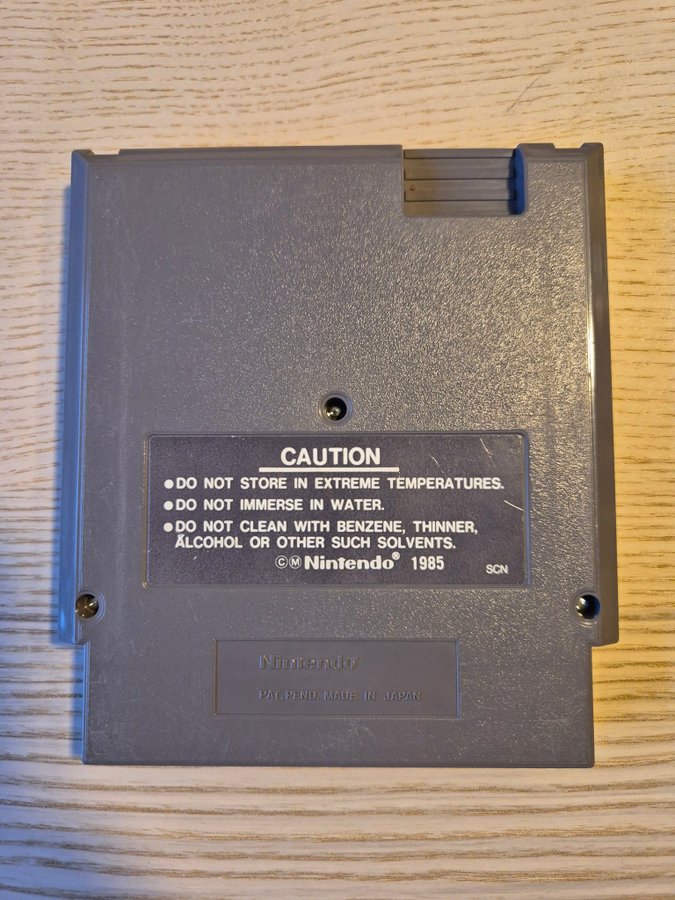 CAUTION
●DO NOT STORE IN EXTREME TEMPERATURES.
●DO NOT IMMERSE IN WATER.
●DO NOT CLEAN WITH BENZENE, THINNER,
ALCOHOL OR OTHER SUCH SOLVENTS.
©Ⓜ Nintendo® 1985 SCN
Nintendo®
PAT. PEND. MADE IN JAPAN